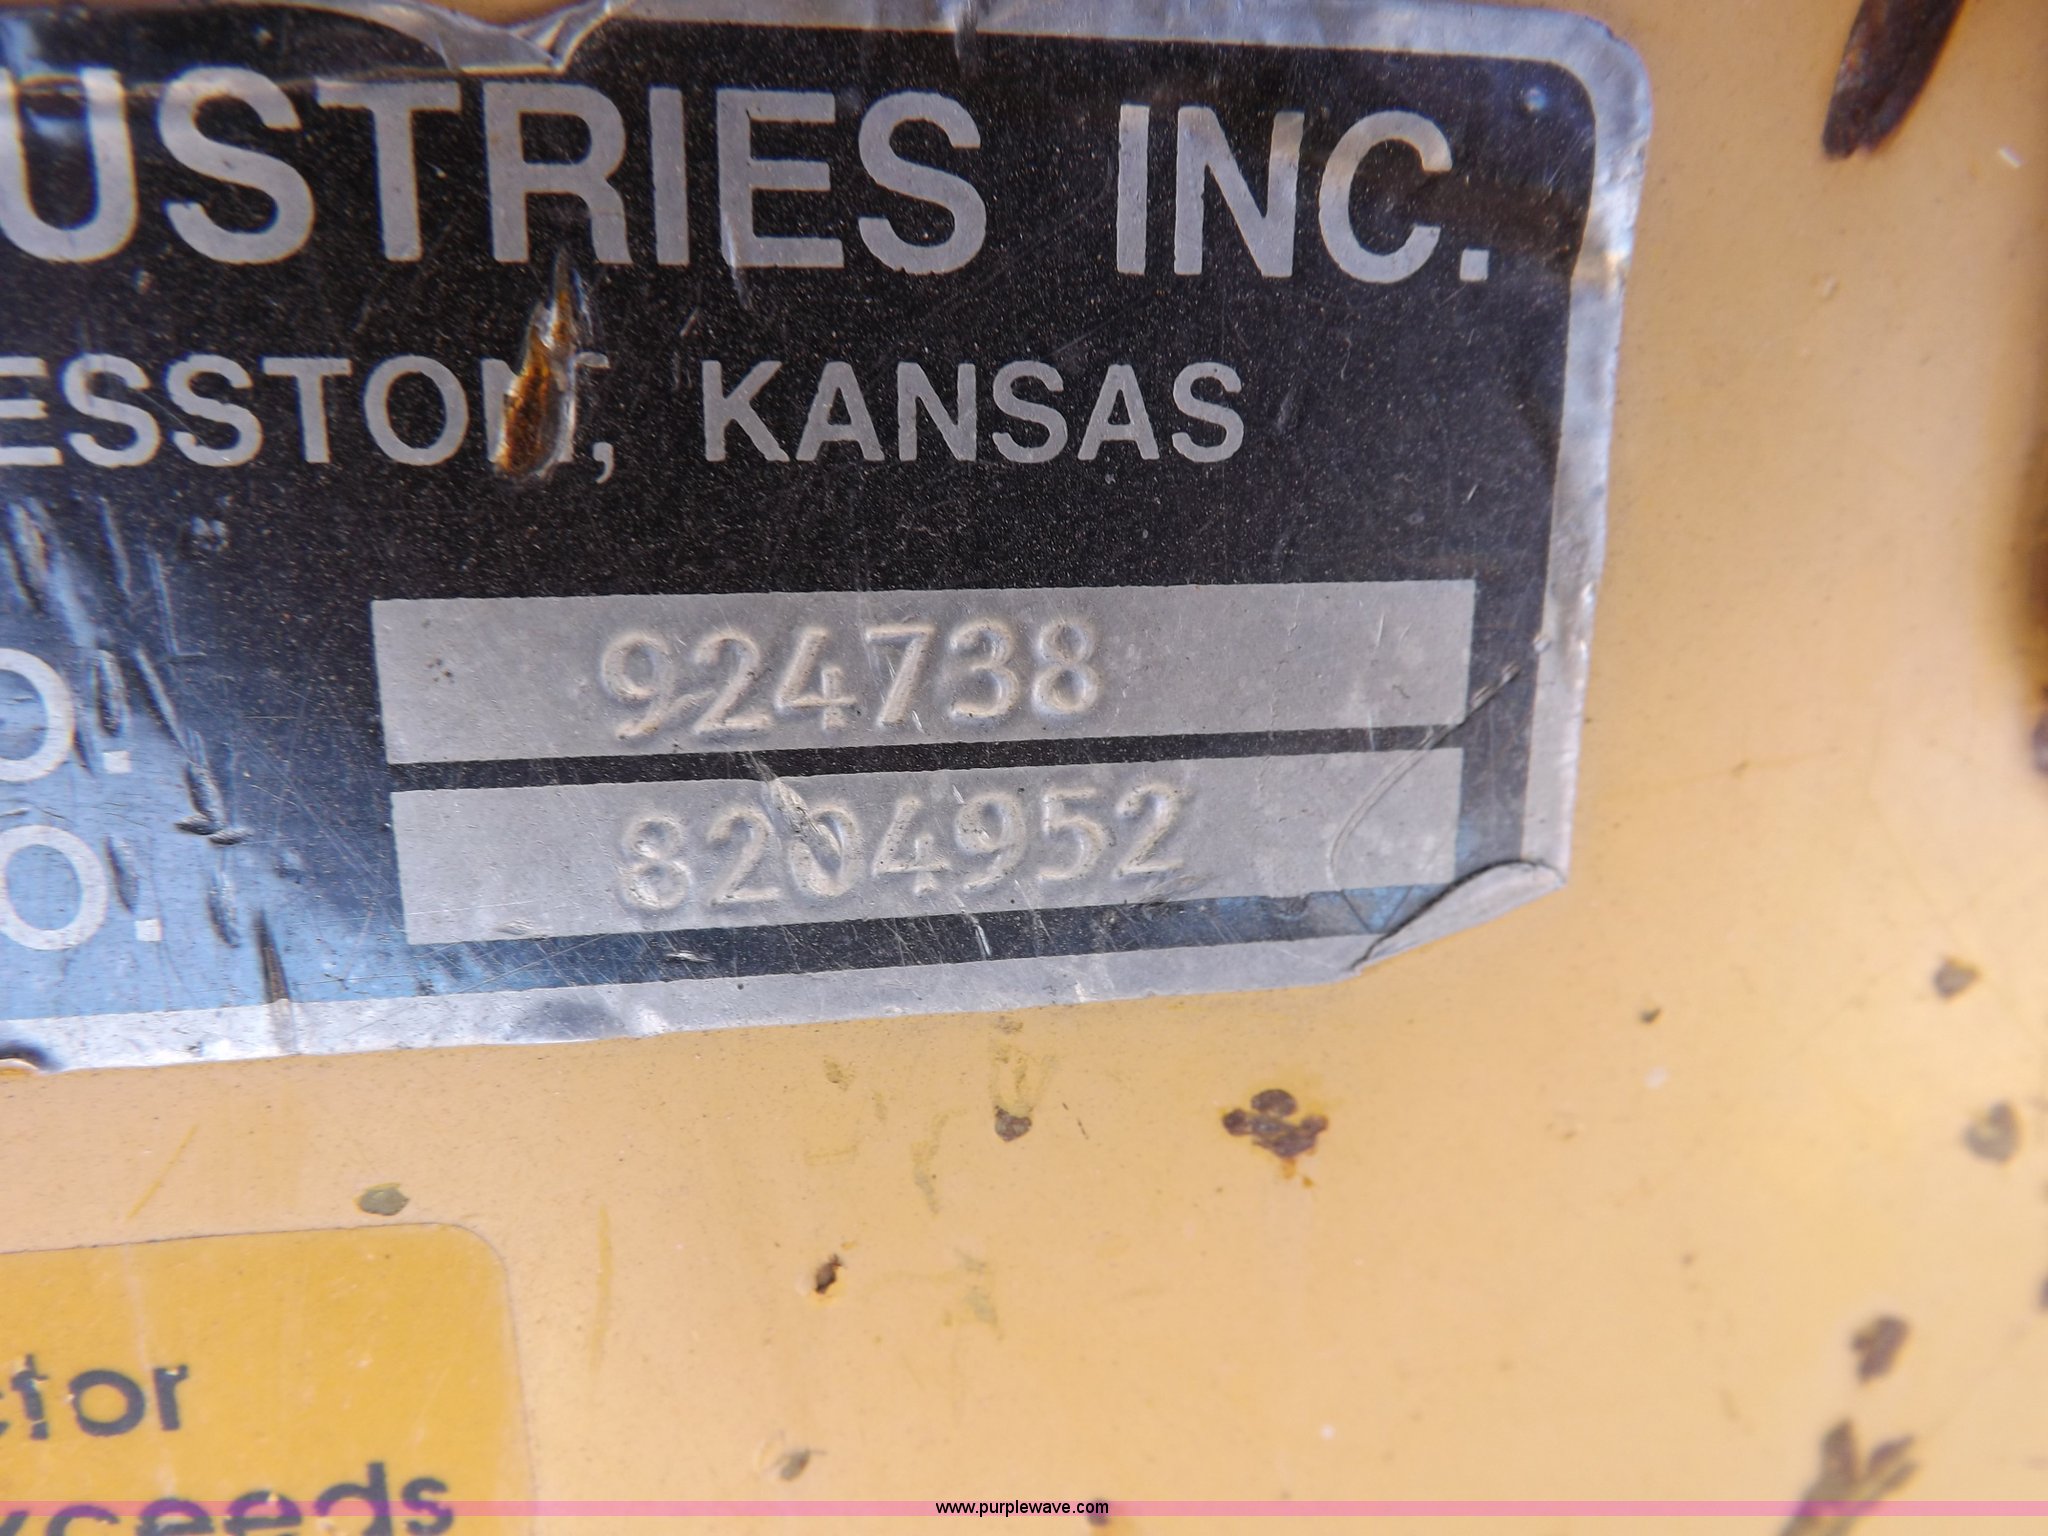 USTRIES INC.
ESSTON, KANSAS
O. 924738
O. 8204952
ctor
xceeds
www.purplewave.com